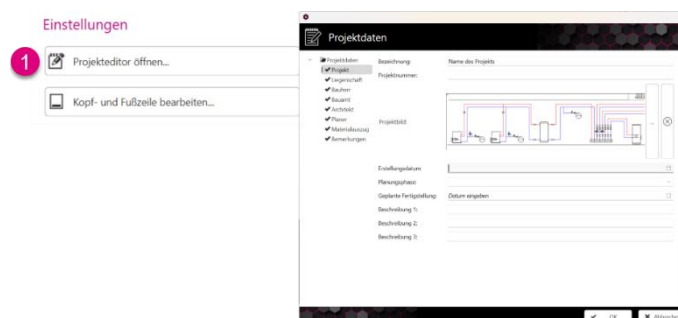 Einstellungen
1
Projekteditor öffnen...
Kopf- und Fußzeile bearbeiten...
Projektdaten
Projektdaten
Projekt
Liegenschaft
Bauherr
Bauamt
Architekt
Planer
Materialauszug
Bemerkungen
Bezeichnung: Name des Projekts
Projektnummer:
Projektbild
Erstellungsdatum
Planungsphase:
Geplante Fertigstellung: Datum eingeben
Beschreibung 1:
Beschreibung 2:
Beschreibung 3:
OK
Abbrechen